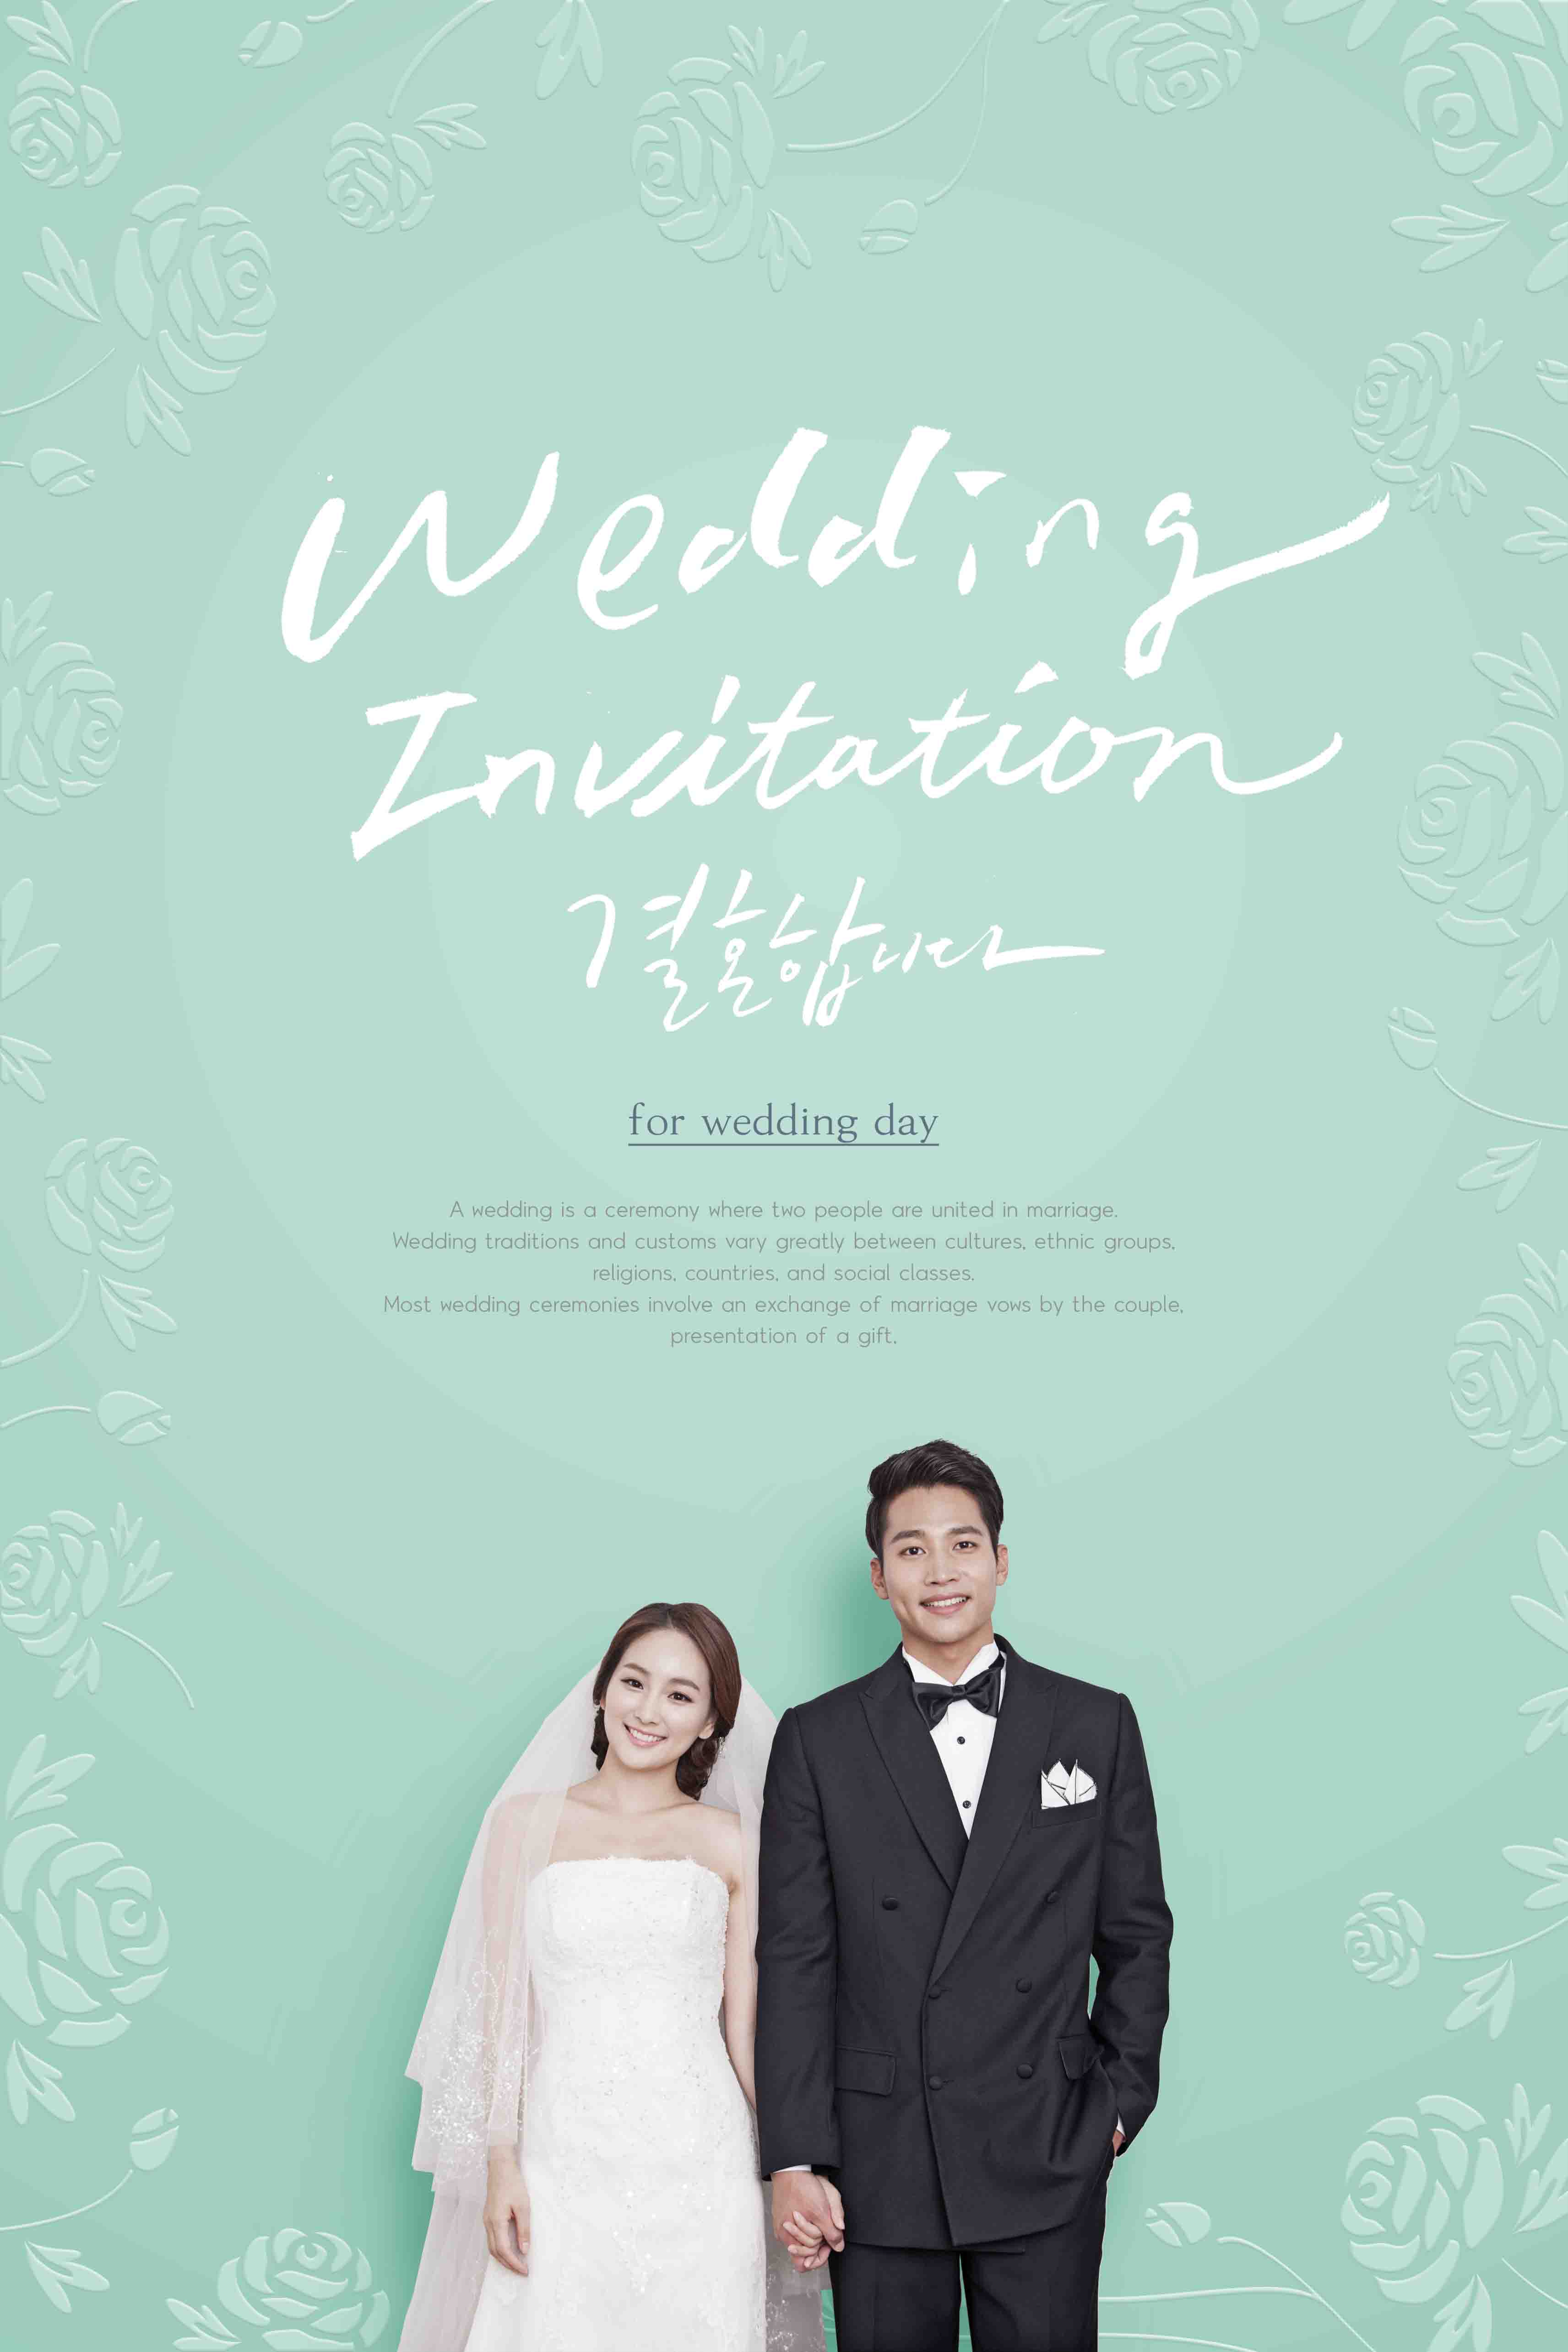 Wedding
Invitation
결혼합니다
for wedding day
A wedding is a ceremony where two people are united in marriage.
Wedding traditions and customs vary greatly between cultures, ethnic groups,
religions, countries, and social classes.
Most wedding ceremonies involve an exchange of marriage vows by the couple,
presentation of a gift,